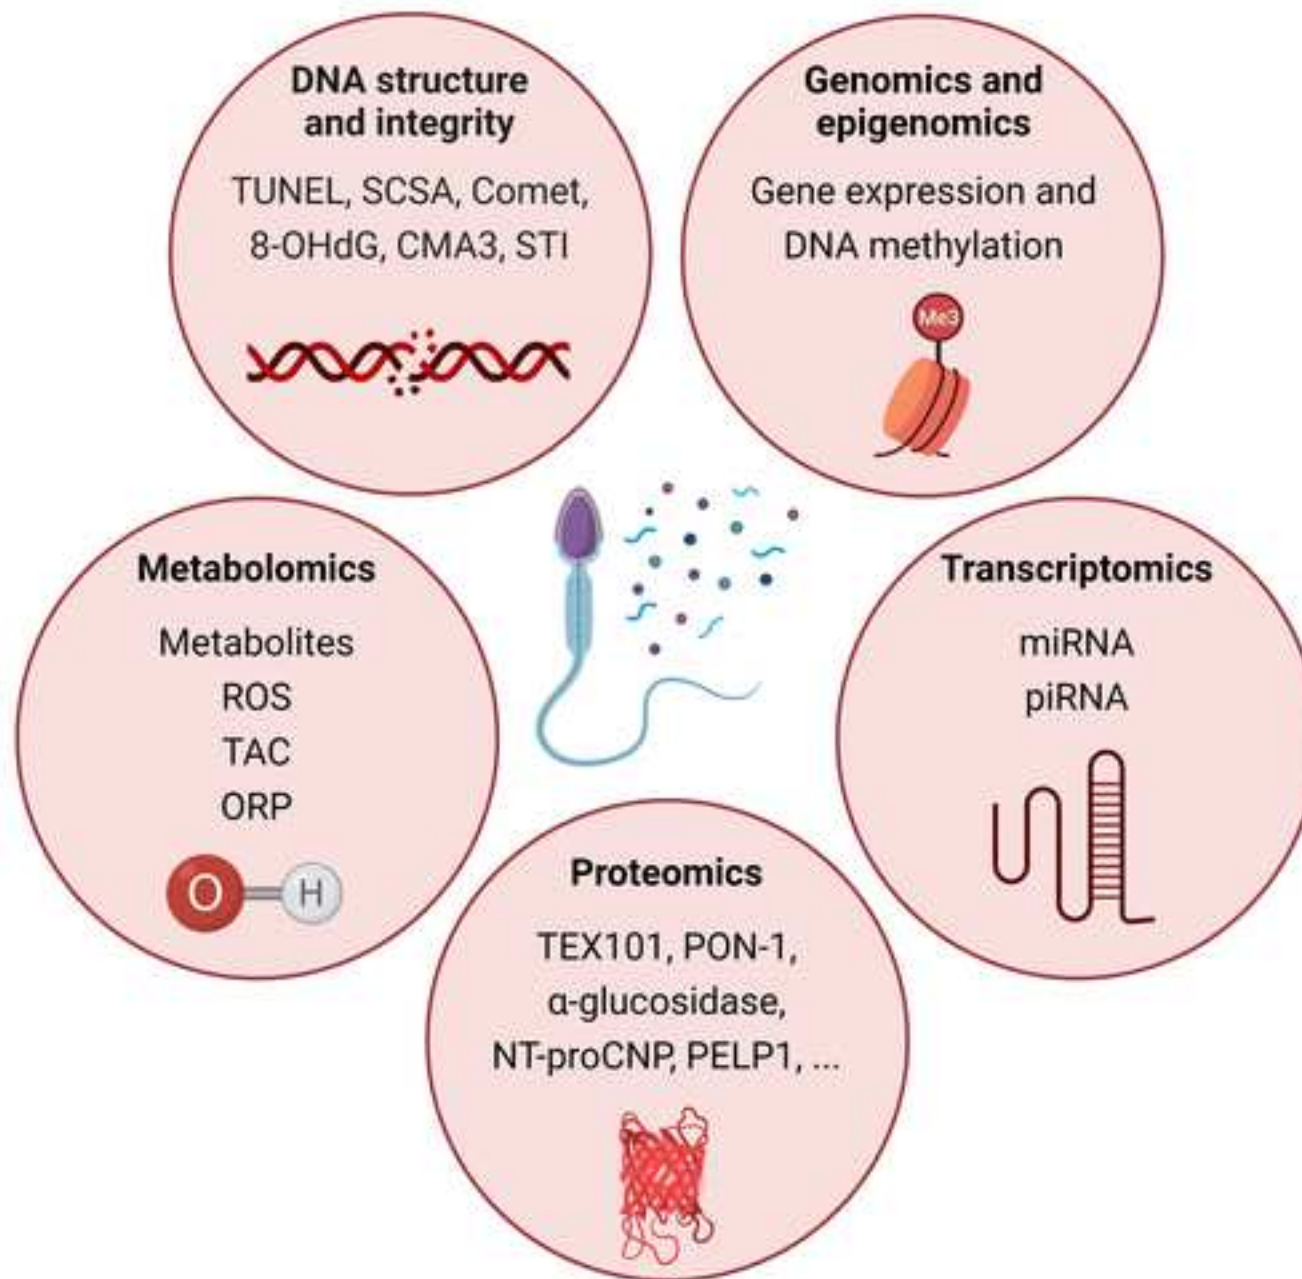 DNA structure
and integrity
TUNEL, SCSA, Comet,
8-OHdG, CMA3, STI
Genomics and
epigenomics
Gene expression and
DNA methylation
Me3
Metabolomics
Metabolites
ROS
TAC
ORP
O H
Transcriptomics
miRNA
piRNA
Proteomics
TEX101, PON-1,
α-glucosidase,
NT-proCNP, PELP1, ...